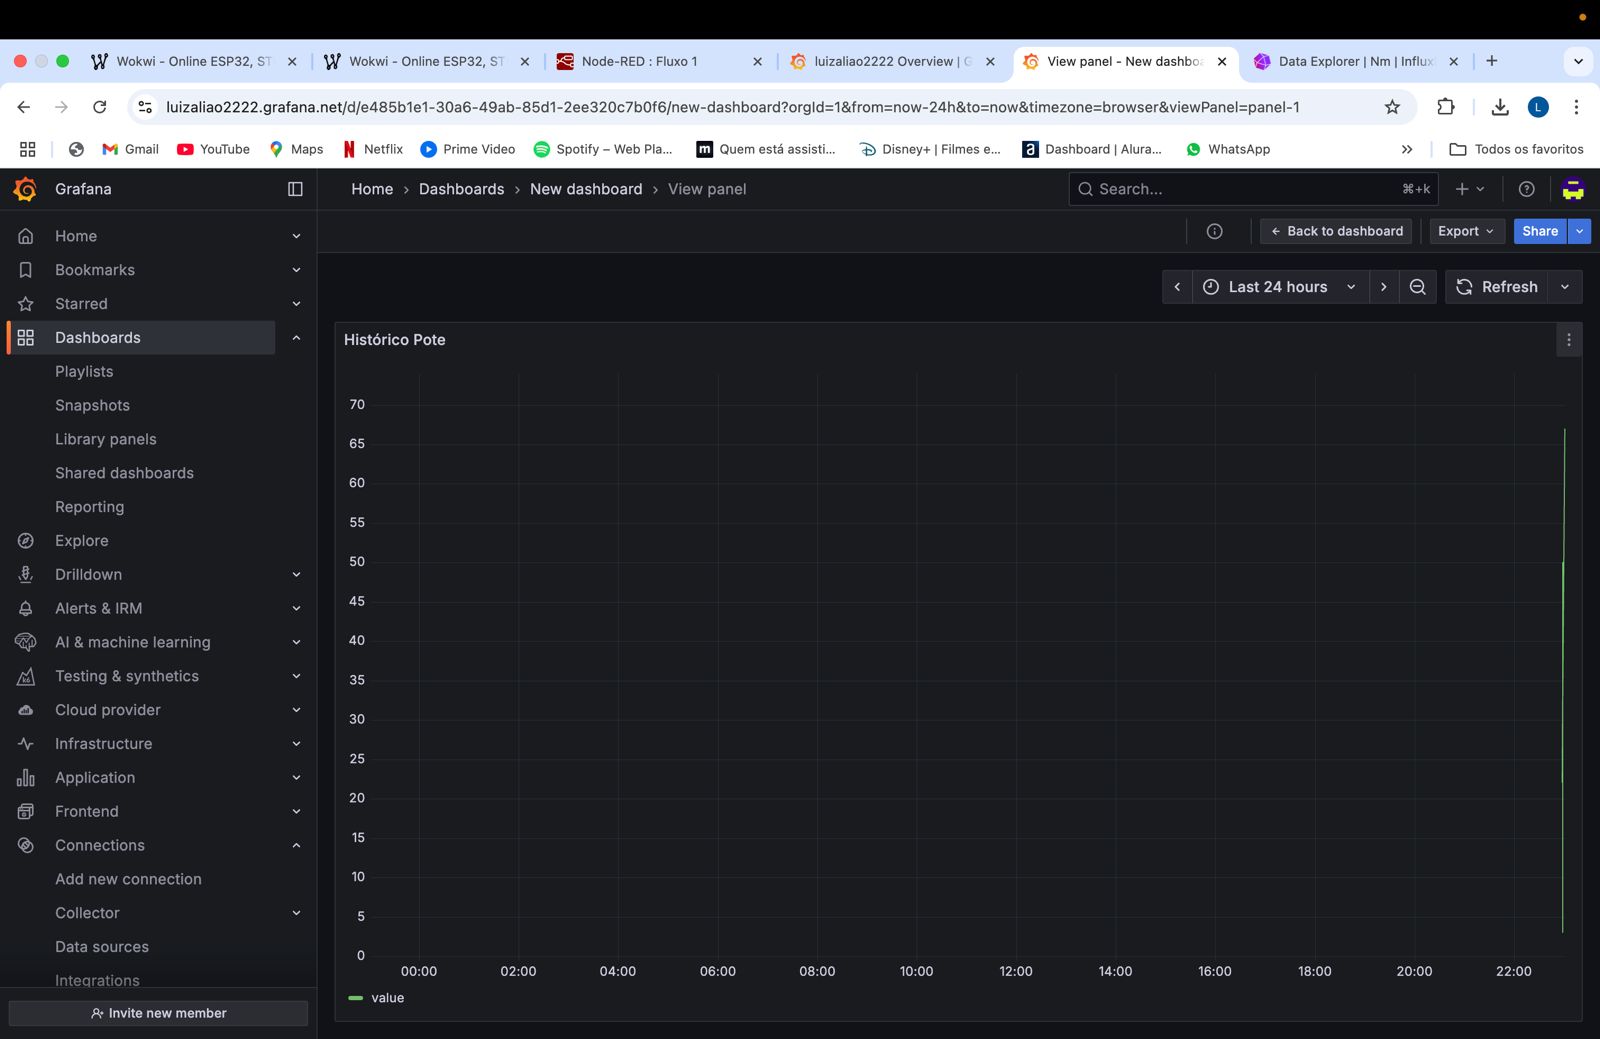 Wokwi - Online ESP32, ST
Wokwi - Online ESP32, ST
Node-RED : Fluxo 1
luizaliao2222 Overview | G
View panel - New dashboa
Data Explorer | Nm | Influx
luizaliao2222.grafana.net/d/e485b1e1-30a6-49ab-85d1-2ee320c7b0f6/new-dashboard?orgId=1&from=now-24h&to=now&timezone=browser&viewPanel=panel-1
L
Gmail
YouTube
Maps
Netflix
Prime Video
Spotify – Web Pla...
Quem está assisti...
Disney+ | Filmes e...
Dashboard | Alura...
WhatsApp
Todos os favoritos
Grafana
Home › Dashboards › New dashboard › View panel
Search...
⌘+k
← Back to dashboard
Export
Share
Last 24 hours
Refresh
Home
Bookmarks
Starred
Dashboards
Playlists
Snapshots
Library panels
Shared dashboards
Reporting
Explore
Drilldown
Alerts & IRM
AI & machine learning
Testing & synthetics
Cloud provider
Infrastructure
Application
Frontend
Connections
Add new connection
Collector
Data sources
Integrations
Invite new member
Histórico Pote
70
65
60
55
50
45
40
35
30
25
20
15
10
5
0
00:00 02:00 04:00 06:00 08:00 10:00 12:00 14:00 16:00 18:00 20:00 22:00
value